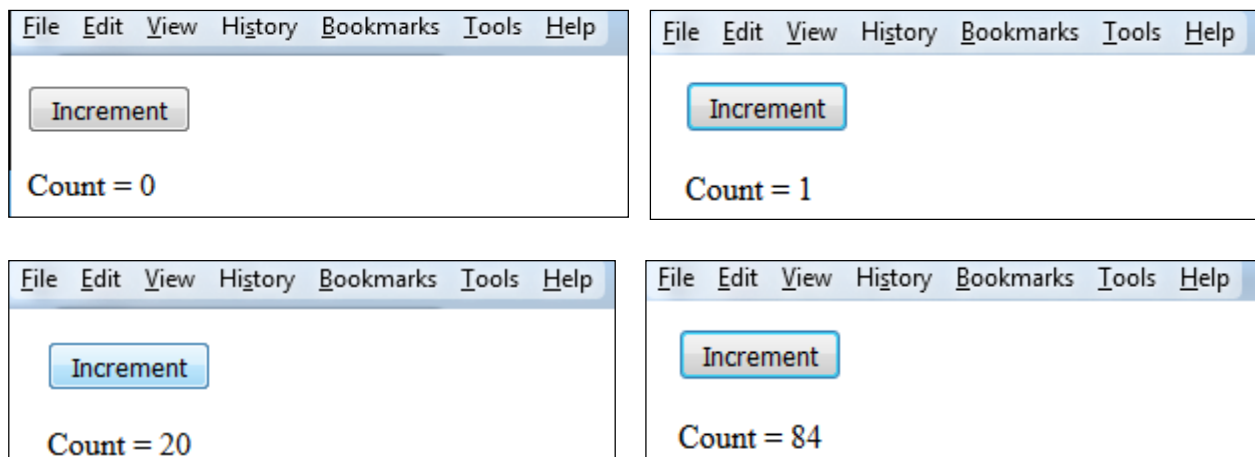 File Edit View History Bookmarks Tools Help
Increment
Count = 0
File Edit View History Bookmarks Tools Help
Increment
Count = 1
File Edit View History Bookmarks Tools Help
Increment
Count = 20
File Edit View History Bookmarks Tools Help
Increment
Count = 84